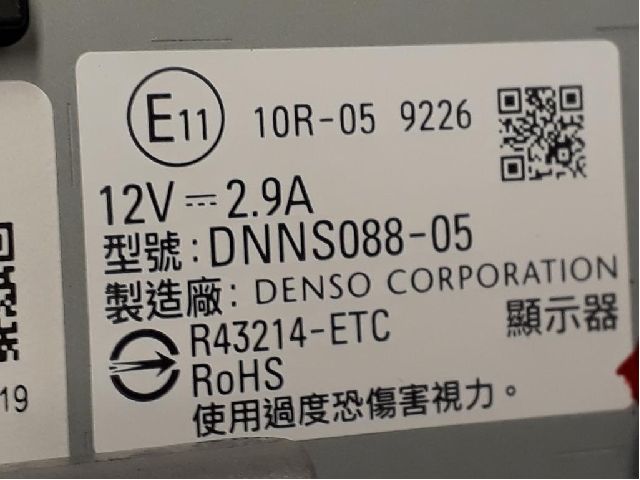 E11 10R-05 9226
12V ⎓ 2.9A
型號:DNNS088-05
製造廠:DENSO CORPORATION
R43214-ETC 顯示器
RoHS
使用過度恐傷害視力。
19